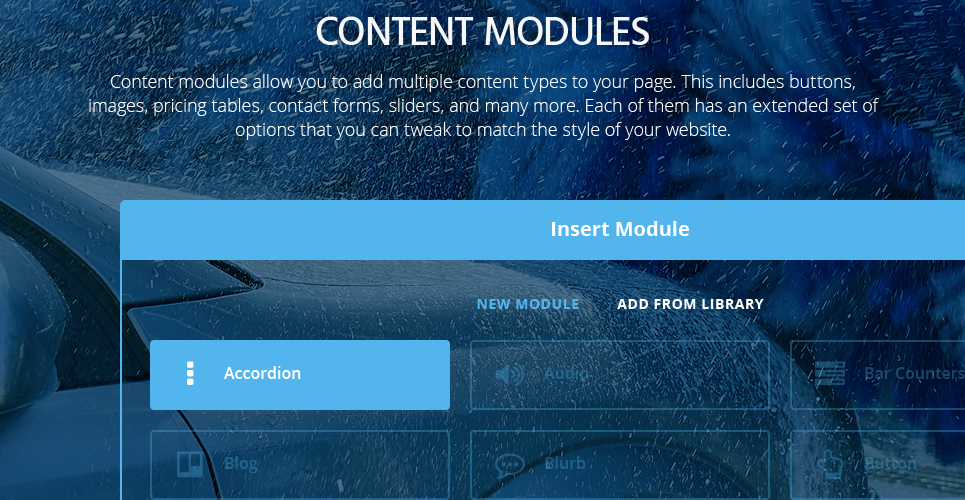 CONTENT MODULES
Content modules allow you to add multiple content types to your page. This includes buttons,
images, pricing tables, contact forms, sliders, and many more. Each of them has an extended set of
options that you can tweak to match the style of your website.
Insert Module
NEW MODULE ADD FROM LIBRARY
Accordion Audio Bar Counters
Blog Blurb Button